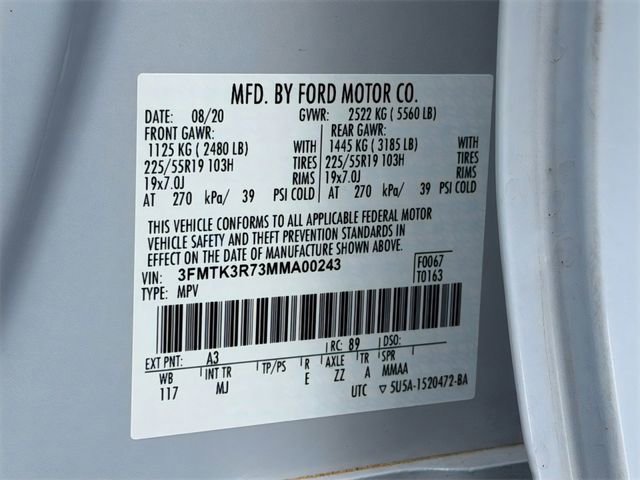 MFD. BY FORD MOTOR CO.
DATE: 08/20 GVWR: 2522 KG ( 5560 LB)
FRONT GAWR: REAR GAWR:
1125 KG ( 2480 LB) WITH 1445 KG ( 3185 LB) WITH
225/55R19 103H TIRES 225/55R19 103H TIRES
19x7.0J RIMS 19x7.0J RIMS
AT 270 kPa/ 39 PSI COLD AT 270 kPa/ 39 PSI COLD
THIS VEHICLE CONFORMS TO ALL APPLICABLE FEDERAL MOTOR
VEHICLE SAFETY AND THEFT PREVENTION STANDARDS IN
EFFECT ON THE DATE OF MANUFACTURE SHOWN ABOVE.
VIN: 3FMTK3R73MMA00243 F0067
TYPE: MPV T0163
EXT PNT: A3 RC: 89 DSO:
WB INT TR TP/PS R AXLE TR SPR
117 MJ E ZZ A MMAA
UTC ▽ 5U5A-1520472-BA